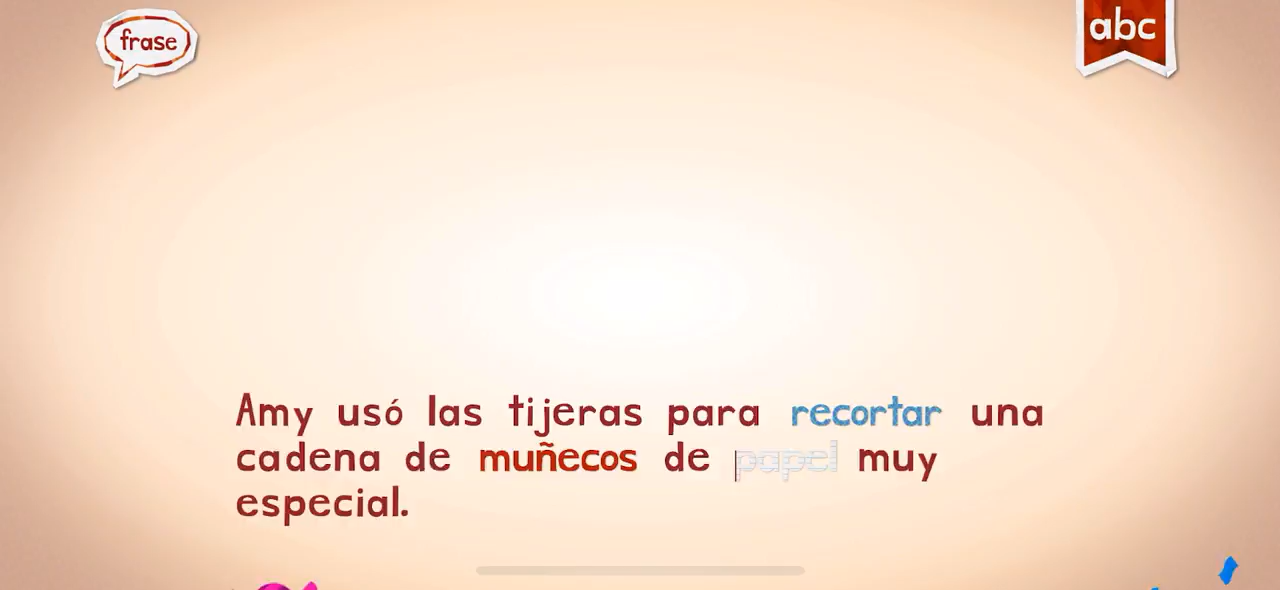 frase
abc
Amy usó las tijeras para recortar una
cadena de muñecos de papel muy
especial.